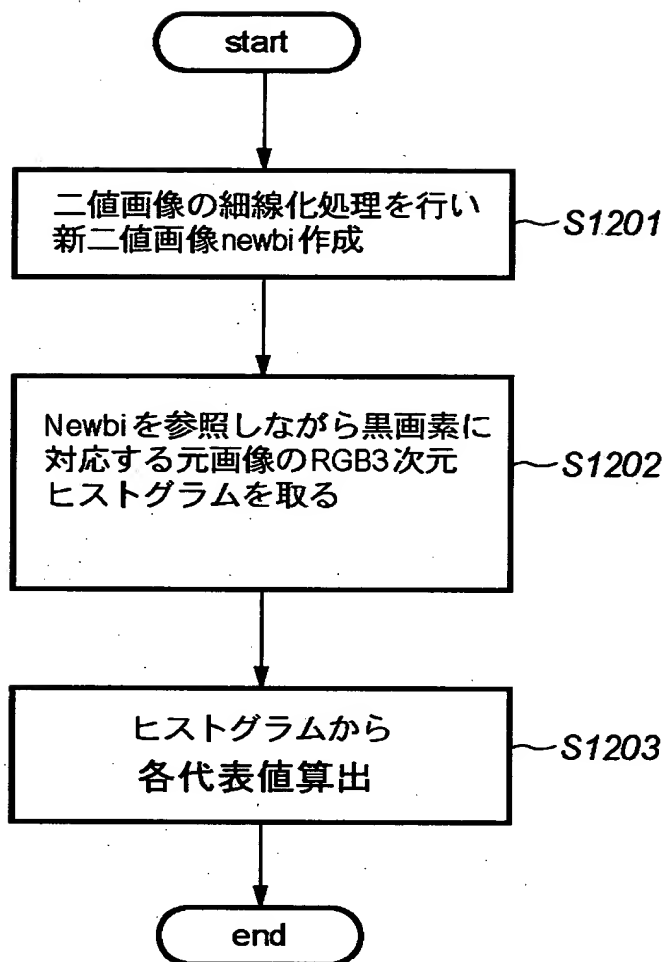 start
二値画像の細線化処理を行い
新二値画像newbi作成
S1201
Newbiを参照しながら黒画素に
対応する元画像のRGB3次元
ヒストグラムを取る
S1202
ヒストグラムから
各代表値算出
S1203
end